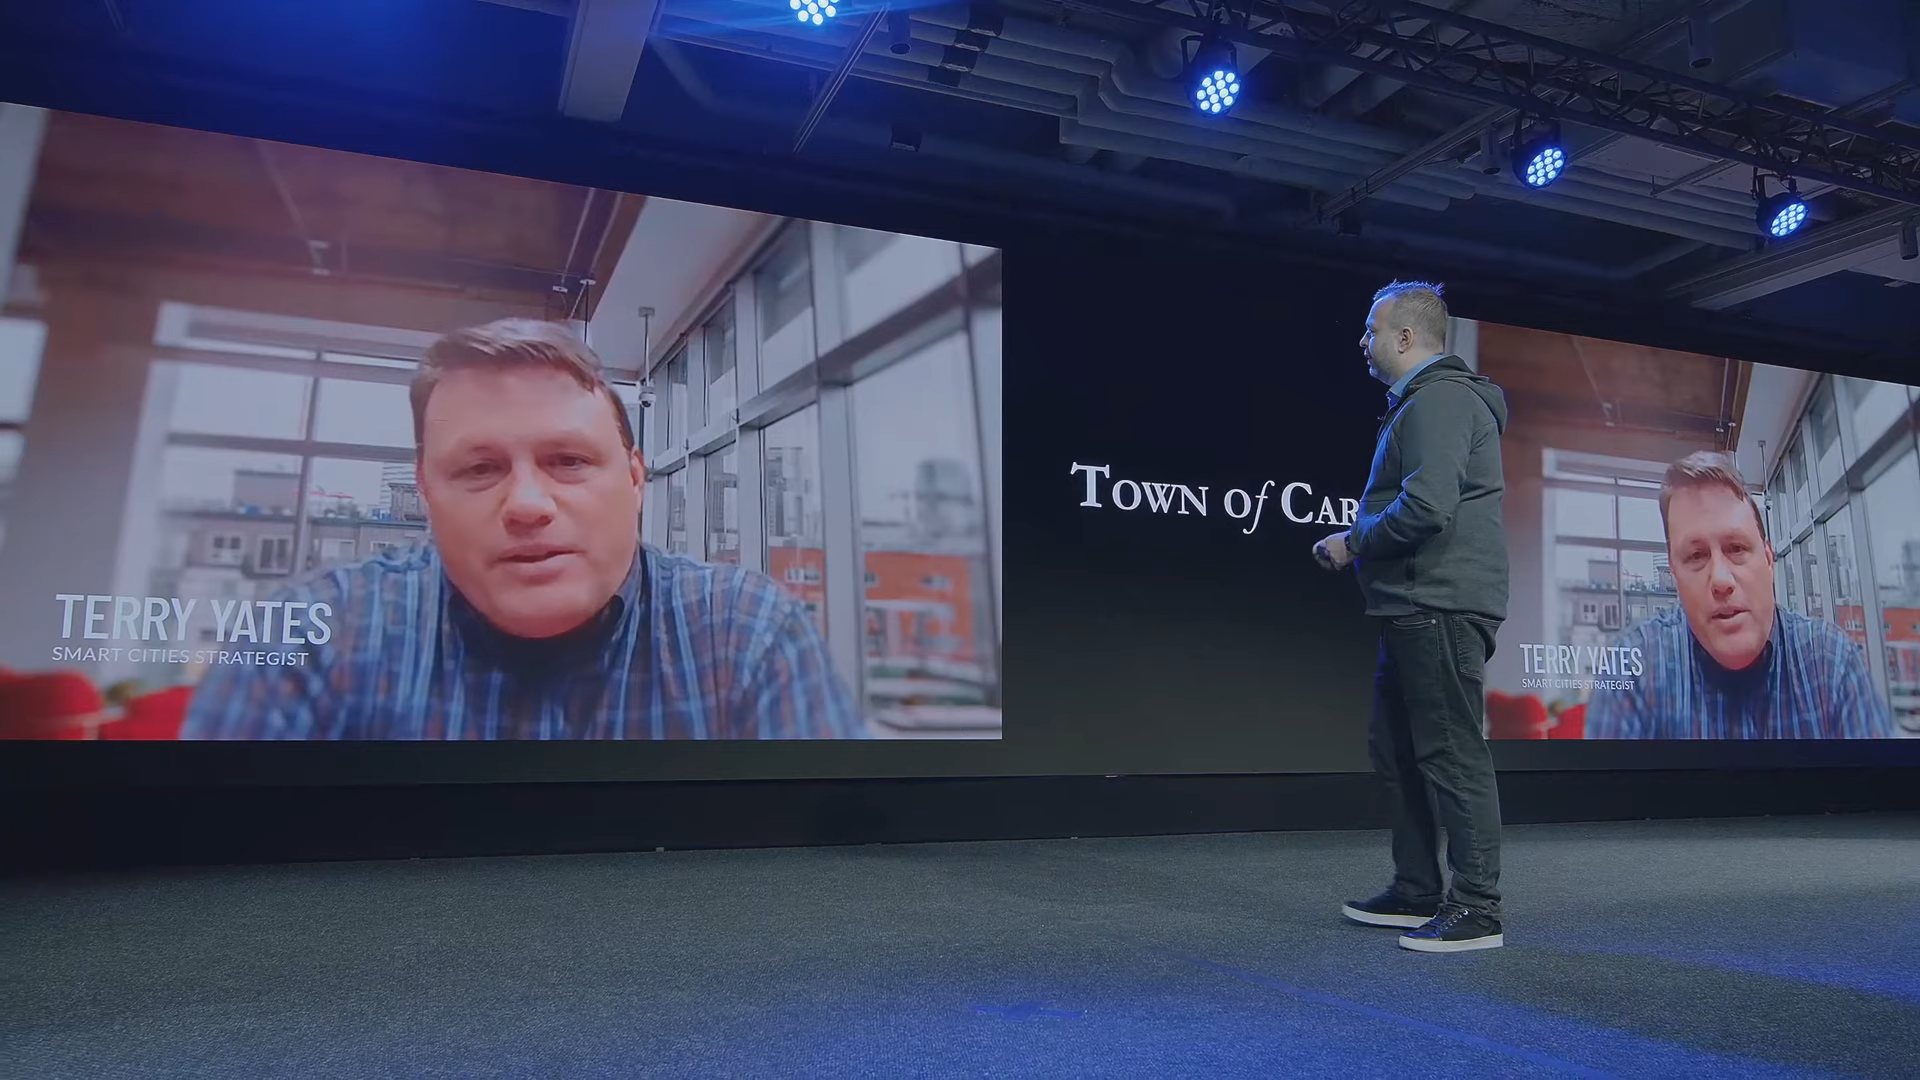 TERRY YATES
SMART CITIES STRATEGIST
TOWN of CAR
TERRY YATES
SMART CITIES STRATEGIST